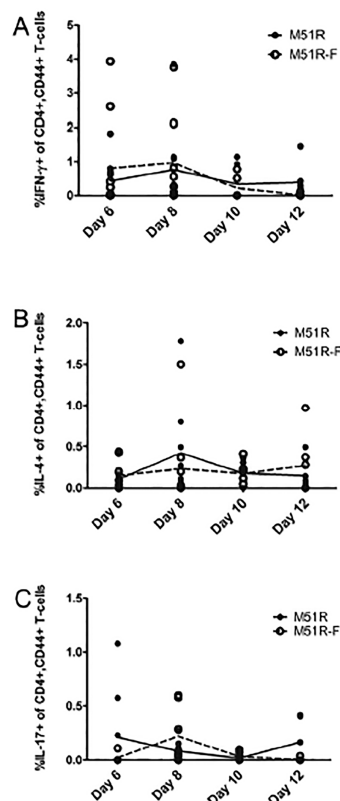 A
%IFN-γ+ of CD4+,CD44+ T-cells
5
4
3
2
1
0
M51R
M51R-F
Day 6
Day 8
Day 10
Day 12
B
%IL-4+ of CD4+,CD44+ T-cells
2.0
1.5
1.0
0.5
0.0
M51R
M51R-F
Day 6
Day 8
Day 10
Day 12
C
%IL-17+ of CD4+,CD44+ T-cells
1.5
1.0
0.5
0.0
M51R
M51R-F
Day 6
Day 8
Day 10
Day 12